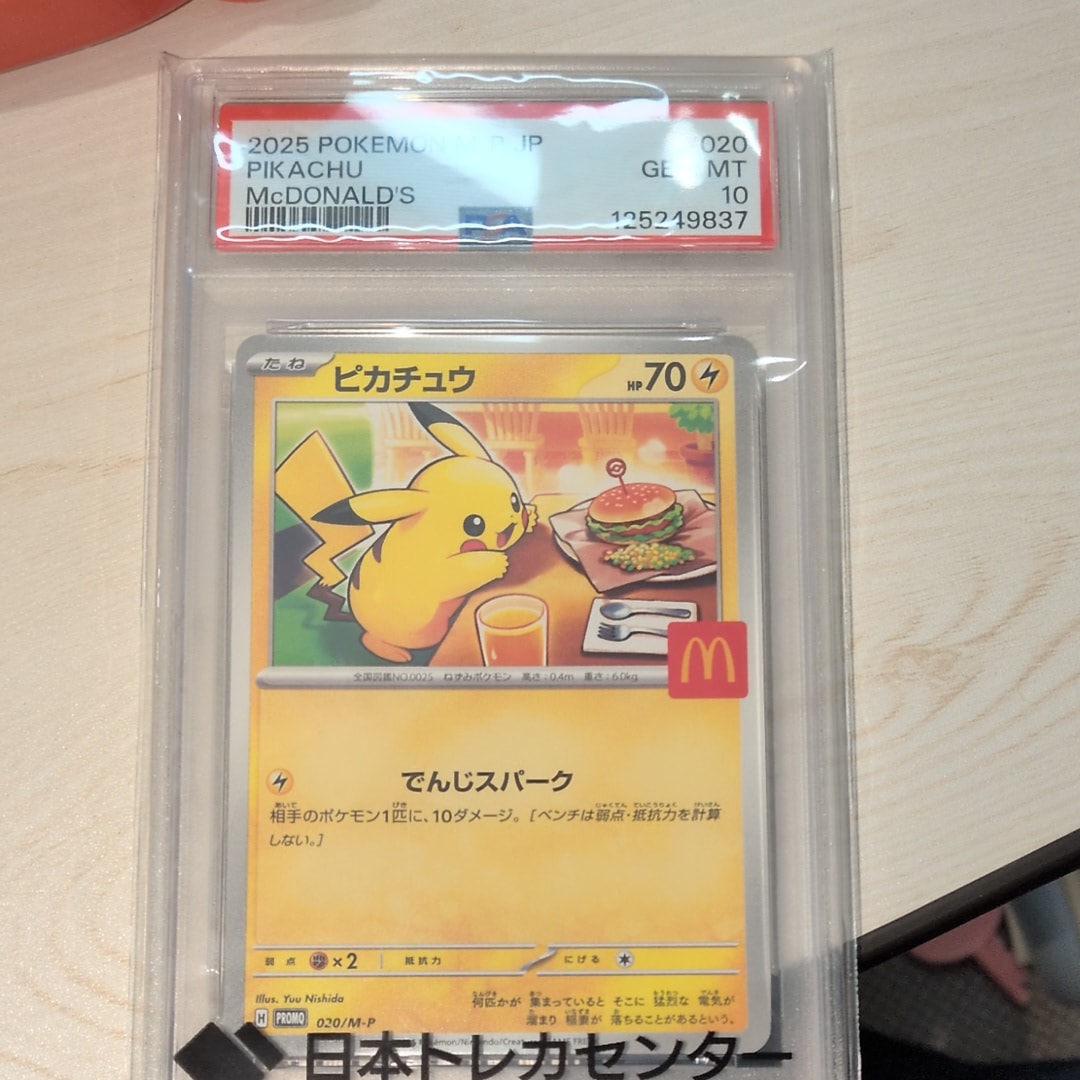 2025 POKEMON M-P JP
020
PIKACHU
GEM MT
McDONALD'S
10
125249837
たね
ピカチュウ
HP 70
全国図鑑NO.0025 ねずみポケモン 高さ:0.4m 重さ:6.0kg
でんじスパーク
相手のポケモン1匹に、10ダメージ。[ベンチは弱点・抵抗力を計算
しない。]
弱点 ×2 抵抗力 にげる
Illus. Yuu Nishida
何匹かが 集まっていると そこに 猛烈な 電気が
溜まり 稲妻が 落ちることがあるという。
H PROMO 020/M-P
日本トレカセンター